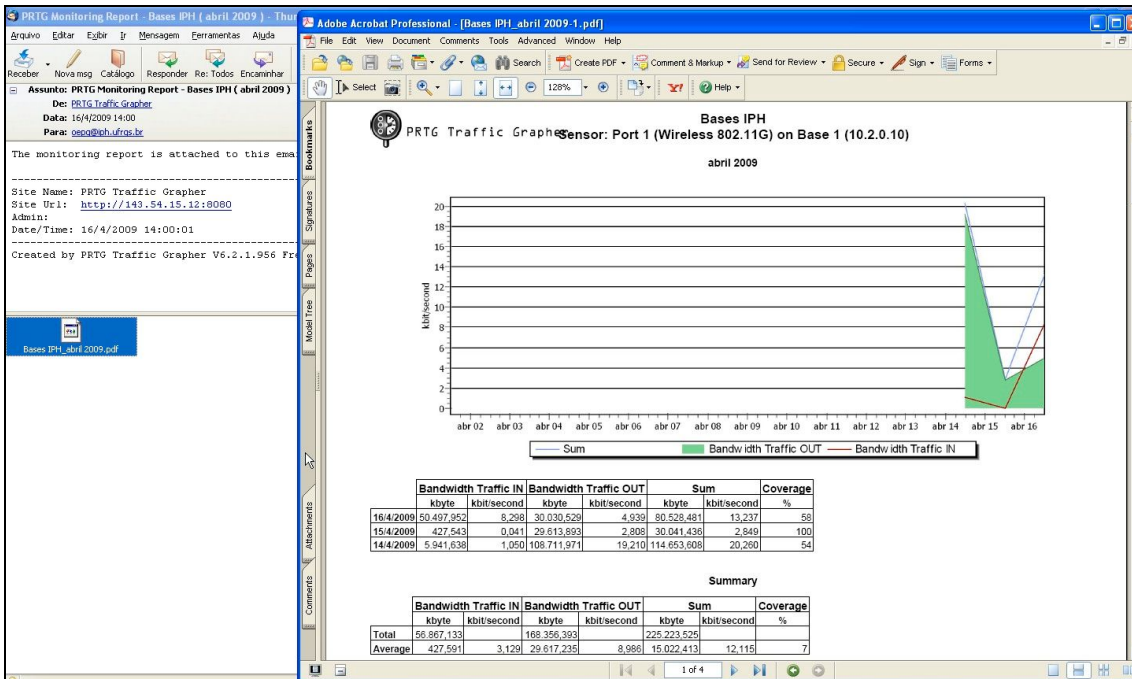 PRTG Monitoring Report - Bases IPH ( abril 2009 ) - Thun
Arquivo Editar Exibir Ir Mensagem Ferramentas Ajuda
Receber Nova msg Catálogo Responder Re: Todos Encaminhar
Assunto: PRTG Monitoring Report - Bases IPH ( abril 2009 )
De: PRTG Traffic Grapher
Data: 16/4/2009 14:00
Para: oepq@iph.ufrgs.br
The monitoring report is attached to this emai
Site Name: PRTG Traffic Grapher
Site Url: http://143.54.15.12:8080
Admin:
Date/Time: 16/4/2009 14:00:01
Created by PRTG Traffic Grapher V6.2.1.956 Fre
Bases IPH_abril 2009.pdf
Adobe Acrobat Professional - [Bases IPH_abril 2009-1.pdf]
File Edit View Document Comments Tools Advanced Window Help
Search Create PDF Comment & Markup Send for Review Secure Sign Forms
Select 128% Y! Help
Bookmarks
Signatures
Pages
Model Tree
Attachments
Comments
Bases IPH
PRTG Traffic Grapher
Sensor: Port 1 (Wireless 802.11G) on Base 1 (10.2.0.10)
abril 2009
kbit/second
20
18
16
14
12
10
8
6
4
2
0
abr 02 abr 03 abr 04 abr 05 abr 06 abr 07 abr 08 abr 09 abr 10 abr 11 abr 12 abr 13 abr 14 abr 15 abr 16
Sum Bandwidth Traffic OUT Bandwidth Traffic IN
Bandwidth Traffic IN Bandwidth Traffic OUT Sum Coverage
kbyte kbit/second kbyte kbit/second kbyte kbit/second %
16/4/2009 50.497,952 8,298 30.030,529 4,939 80.528,481 13,237 58
15/4/2009 427,543 0,041 29.613,893 2,808 30.041,436 2,849 100
14/4/2009 5.941,638 1,050 108.711,971 19,210 114.653,608 20,260 54
Summary
Bandwidth Traffic IN Bandwidth Traffic OUT Sum Coverage
kbyte kbit/second kbyte kbit/second kbyte kbit/second %
Total 56.867,133 168.356,393 225.223,525
Average 427,591 3,129 29.617,235 8,986 15.022,413 12,115 7
1 of 4